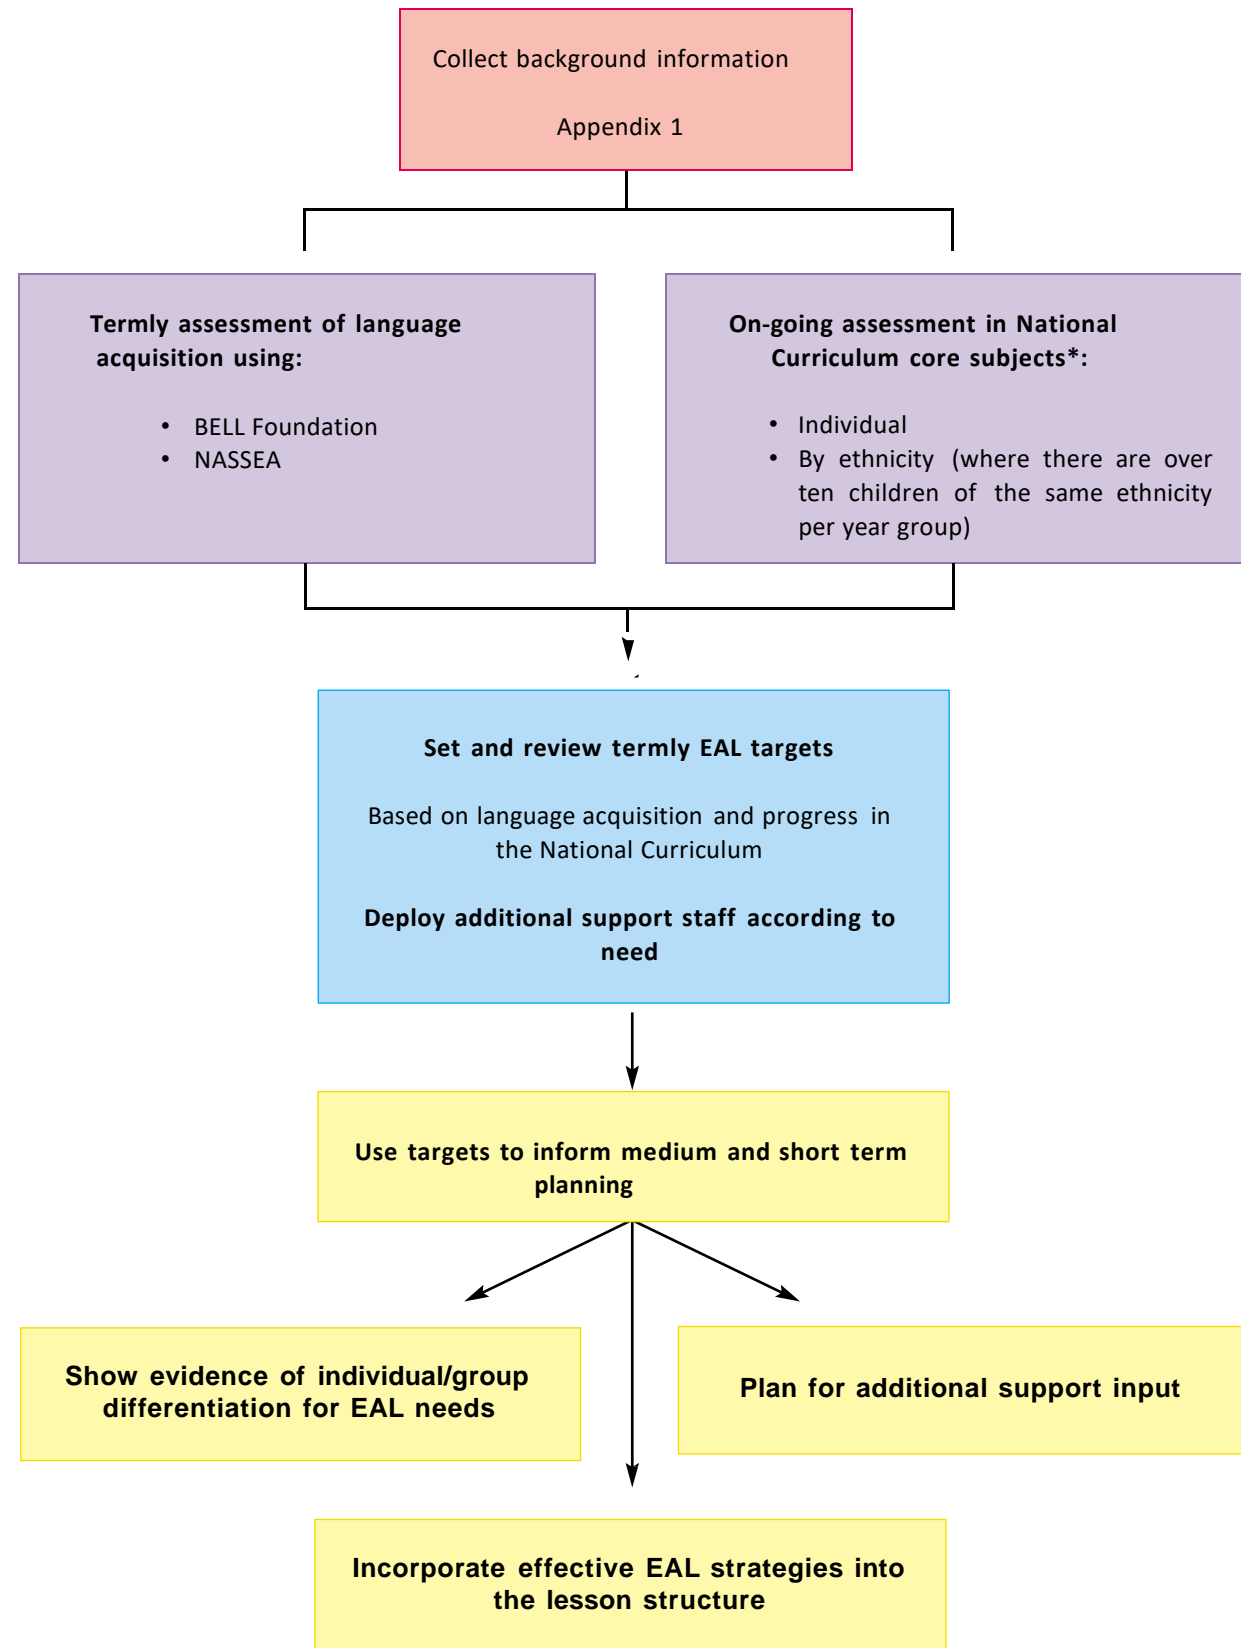 Collect background information
Appendix 1
Termly assessment of language
acquisition using:
• BELL Foundation
• NASSEA
On-going assessment in National
Curriculum core subjects*:
• Individual
• By ethnicity (where there are over
ten children of the same ethnicity
per year group)
Set and review termly EAL targets
Based on language acquisition and progress in
the National Curriculum
Deploy additional support staff according to
need
Use targets to inform medium and short term
planning
Show evidence of individual/group
differentiation for EAL needs
Plan for additional support input
Incorporate effective EAL strategies into
the lesson structure